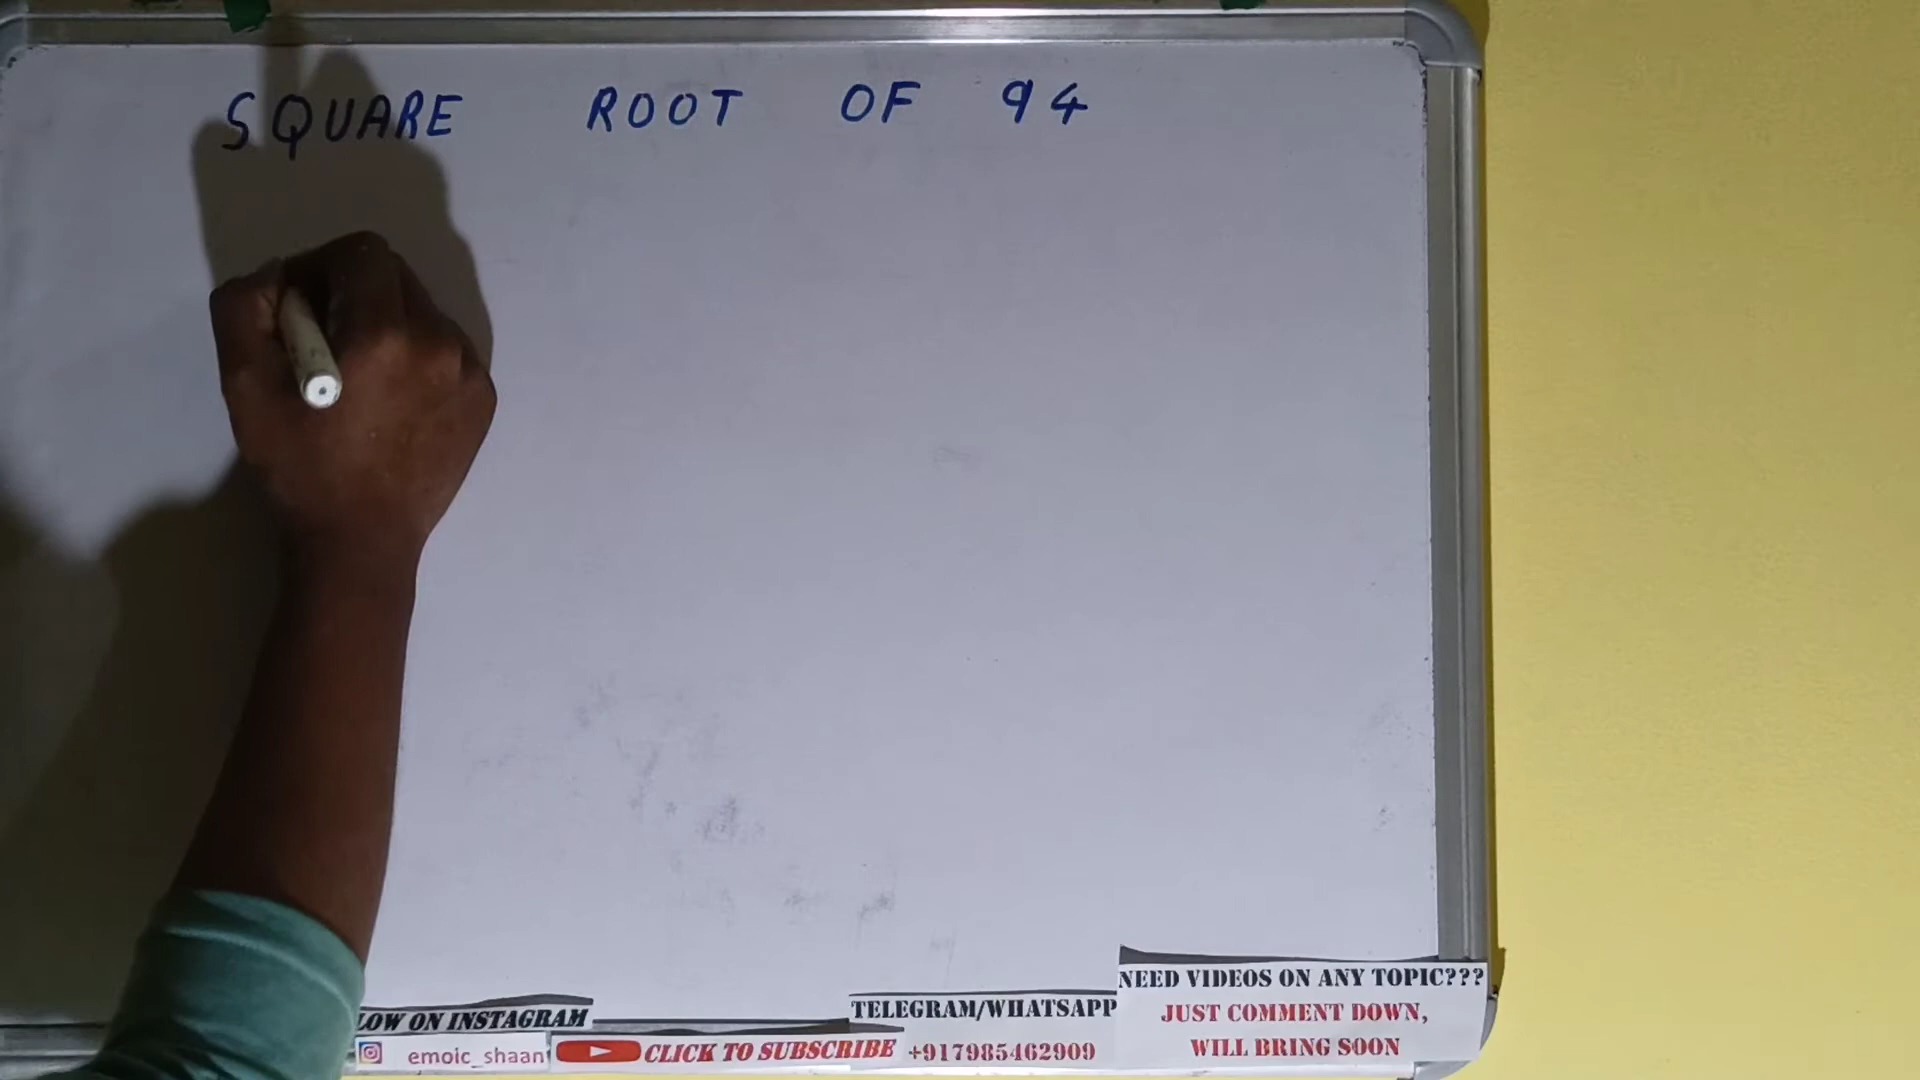 SQUARE ROOT OF 94
NEED VIDEOS ON ANY TOPIC???
JUST COMMENT DOWN,
WILL BRING SOON
TELEGRAM/WHATSAPP
+917985462909
LOW ON INSTAGRAM
emoic_shaan
CLICK TO SUBSCRIBE